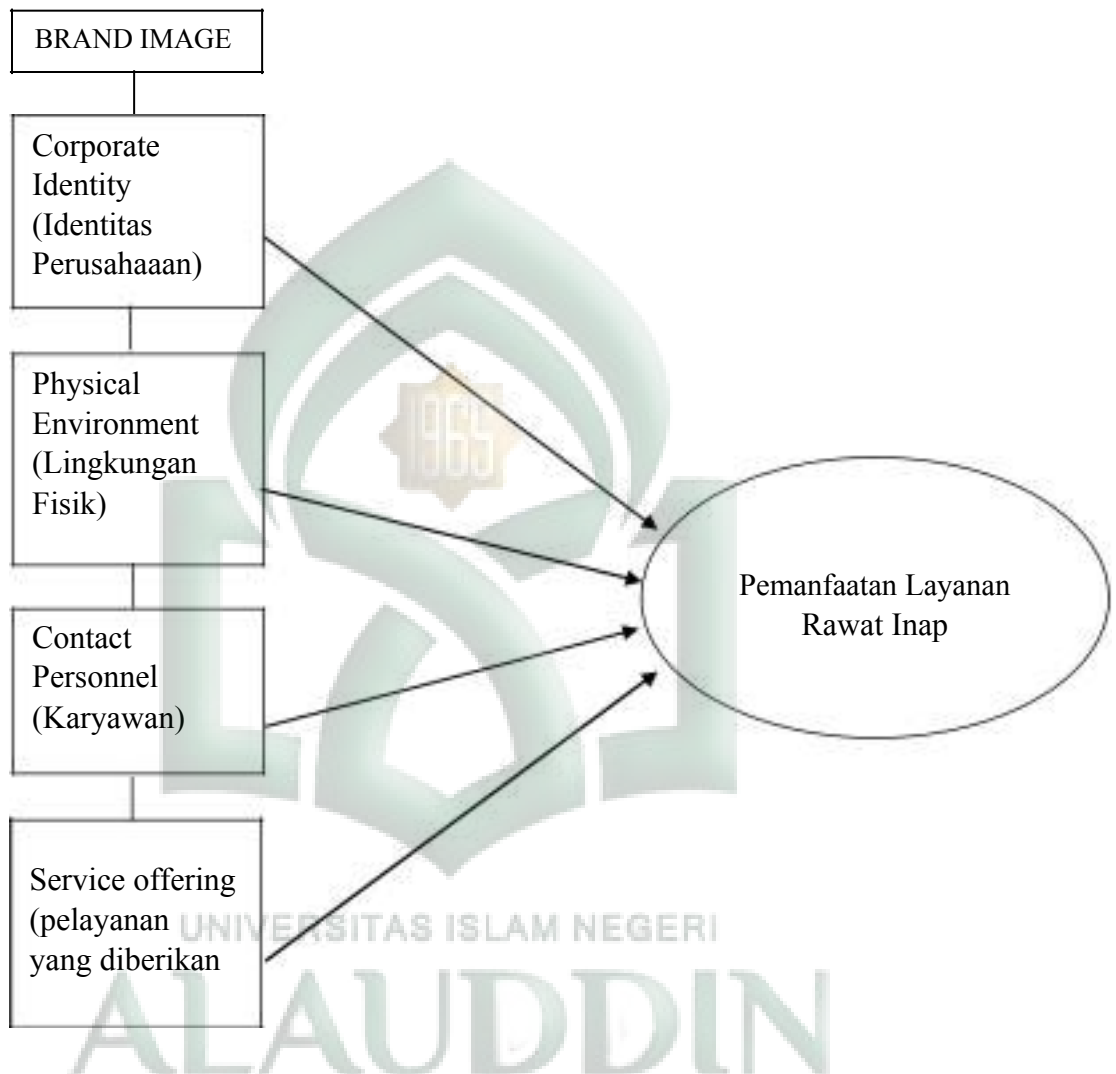 BRAND IMAGE
Corporate
Identity
(Identitas
Perusahaaan)
Physical
Environment
(Lingkungan
Fisik)
Contact
Personnel
(Karyawan)
Service offering
(pelayanan
yang diberikan
Pemanfaatan Layanan
Rawat Inap
1965
UNIVERSITAS ISLAM NEGERI
ALAUDDIN